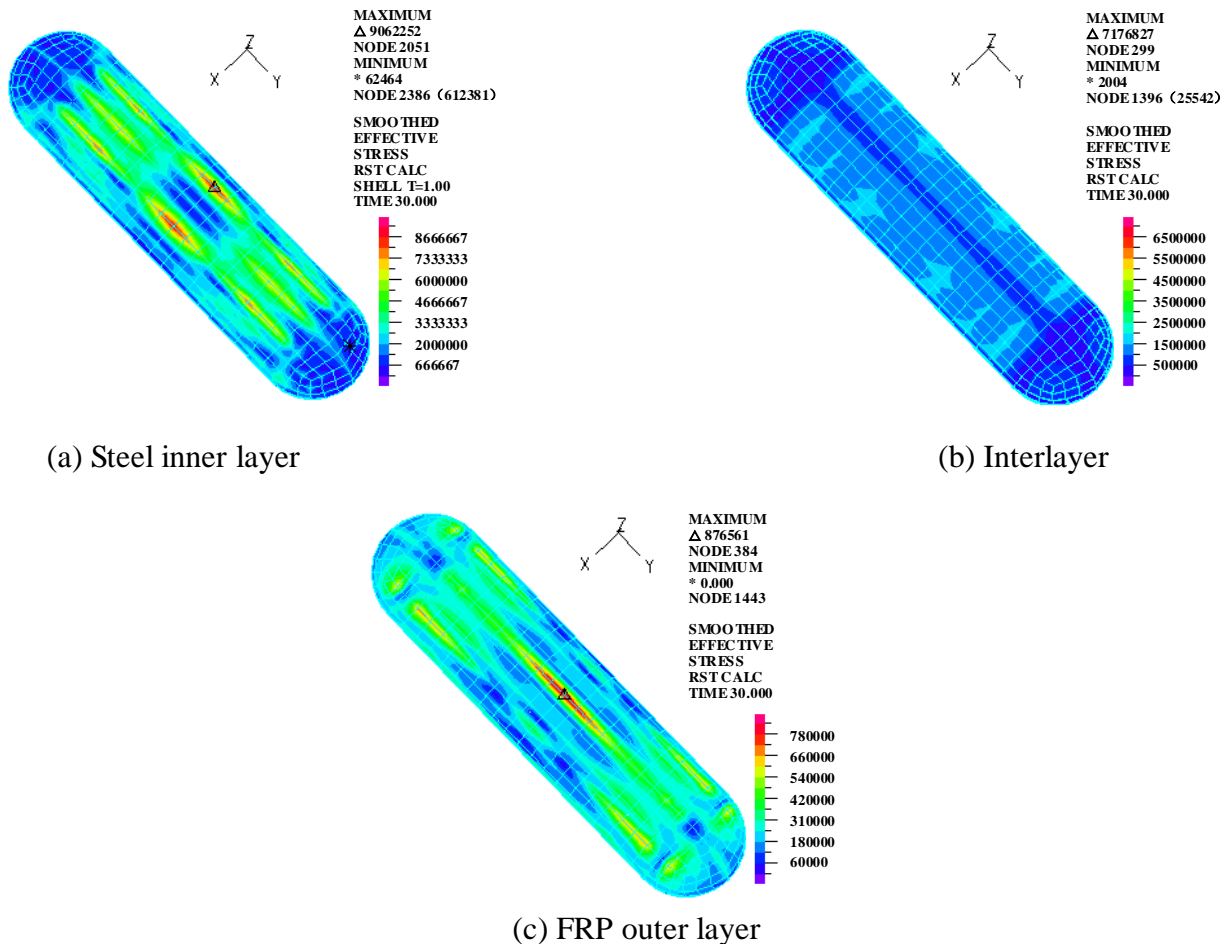 MAXIMUM
△ 9062252
NODE 2051
MINIMUM
* 62464
NODE 2386（612381）
SMOOTHED
EFFECTIVE
STRESS
RST CALC
SHELL T=1.00
TIME 30.000
Z
X
Y
8666667
7333333
6000000
4666667
3333333
2000000
666667
(a) Steel inner layer
MAXIMUM
△ 7176827
NODE 299
MINIMUM
* 2004
NODE 1396（25542）
SMOOTHED
EFFECTIVE
STRESS
RST CALC
TIME 30.000
Z
X
Y
6500000
5500000
4500000
3500000
2500000
1500000
500000
(b) Interlayer
MAXIMUM
△ 876561
NODE 384
MINIMUM
* 0.000
NODE 1443
SMOOTHED
EFFECTIVE
STRESS
RST CALC
TIME 30.000
Z
X
Y
780000
660000
540000
420000
310000
180000
60000
(c) FRP outer layer